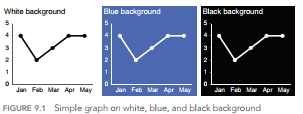 White background
Blue background
Black background
5
4
3
2
1
0
Jan Feb Mar Apr May
5
4
3
2
1
0
Jan Feb Mar Apr May
5
4
3
2
1
0
Jan Feb Mar Apr May
FIGURE 9.1 Simple graph on white, blue, and black background